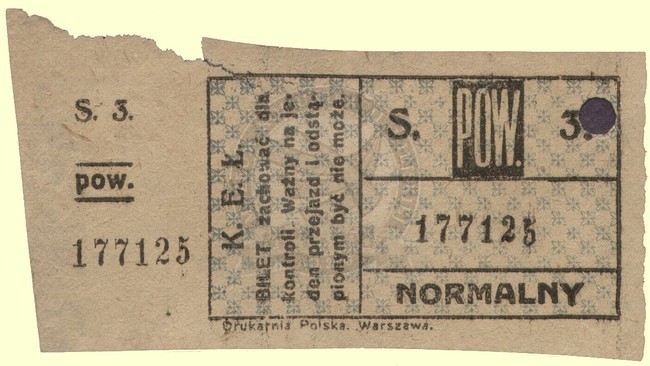 S. 3.
pow.
177125
K. E. Ł.
BILET zachować dla
kontroli. Ważny na je-
den przejazd i odstą-
pionym być nie może.
S. POW. 3.
177125
NORMALNY
Drukarnia Polska. Warszawa.